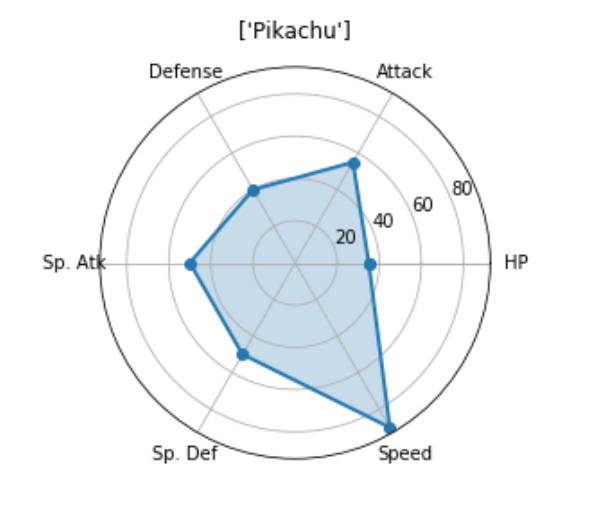 ['Pikachu']
Defense
Attack
80
60
40
20
Sp. Atk
HP
Sp. Def
Speed